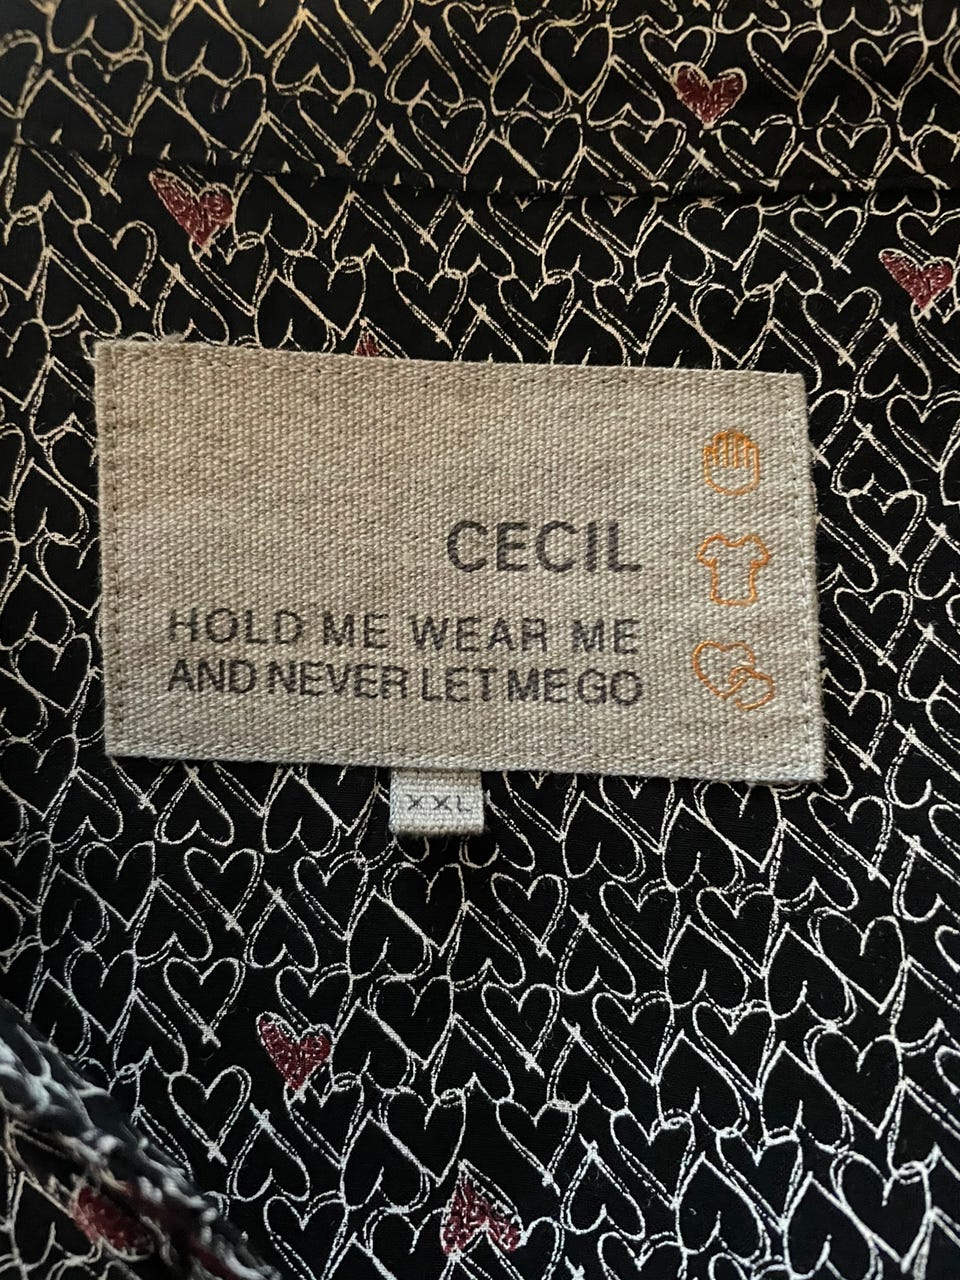 CECIL
HOLD ME WEAR ME
AND NEVER LET ME GO
XXL